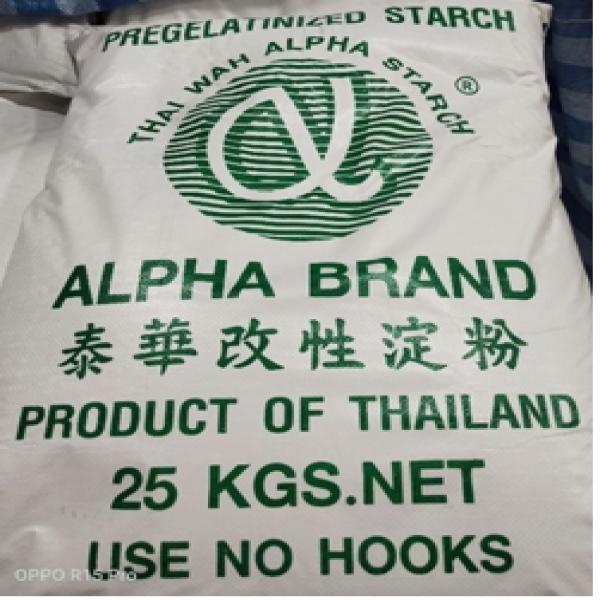 PREGELATINIZED STARCH
THAI WAH ALPHA STARCH ®
ALPHA BRAND
泰華改性淀粉
PRODUCT OF THAILAND
25 KGS.NET
USE NO HOOKS
OPPO R15 Pro